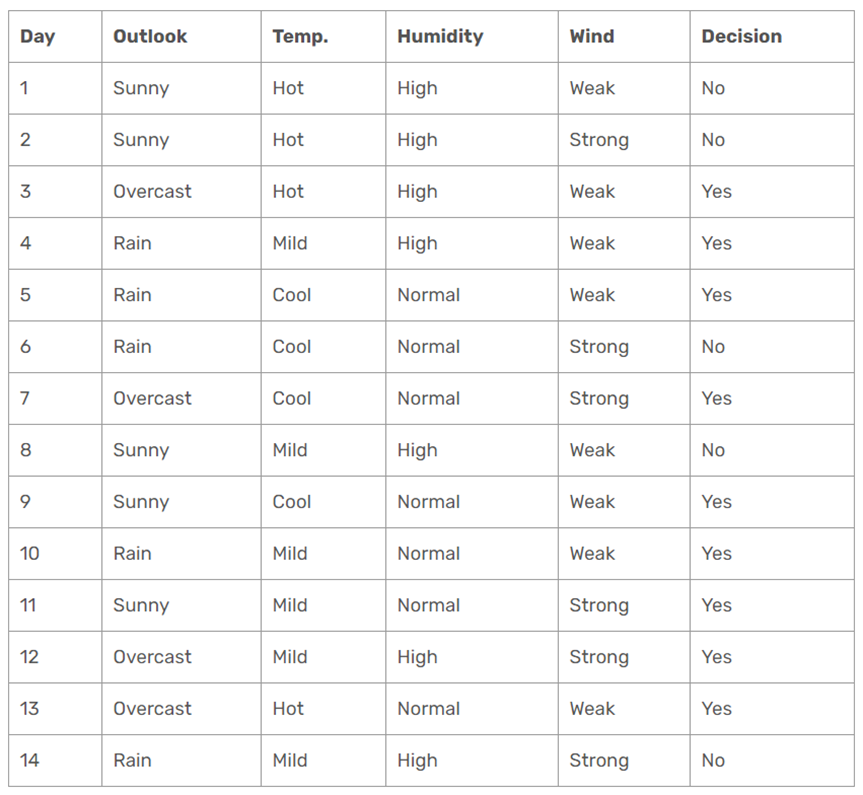 Day Outlook Temp. Humidity Wind Decision
1 Sunny Hot High Weak No
2 Sunny Hot High Strong No
3 Overcast Hot High Weak Yes
4 Rain Mild High Weak Yes
5 Rain Cool Normal Weak Yes
6 Rain Cool Normal Strong No
7 Overcast Cool Normal Strong Yes
8 Sunny Mild High Weak No
9 Sunny Cool Normal Weak Yes
10 Rain Mild Normal Weak Yes
11 Sunny Mild Normal Strong Yes
12 Overcast Mild High Strong Yes
13 Overcast Hot Normal Weak Yes
14 Rain Mild High Strong No